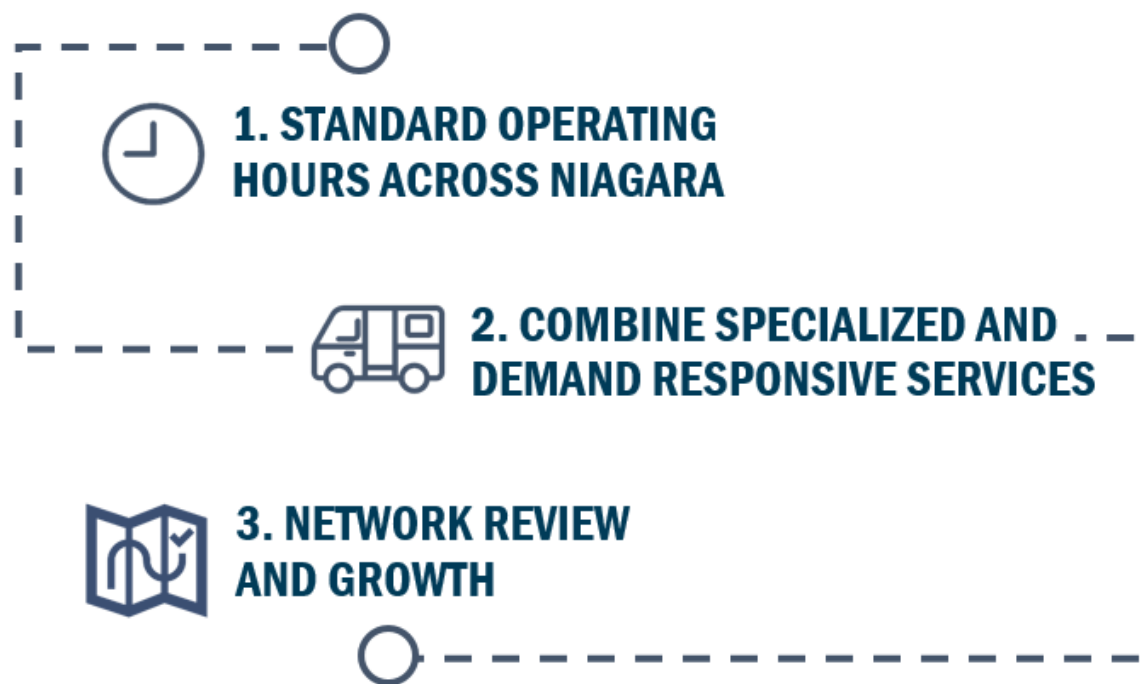 1. STANDARD OPERATING
HOURS ACROSS NIAGARA
2. COMBINE SPECIALIZED AND
DEMAND RESPONSIVE SERVICES
3. NETWORK REVIEW
AND GROWTH